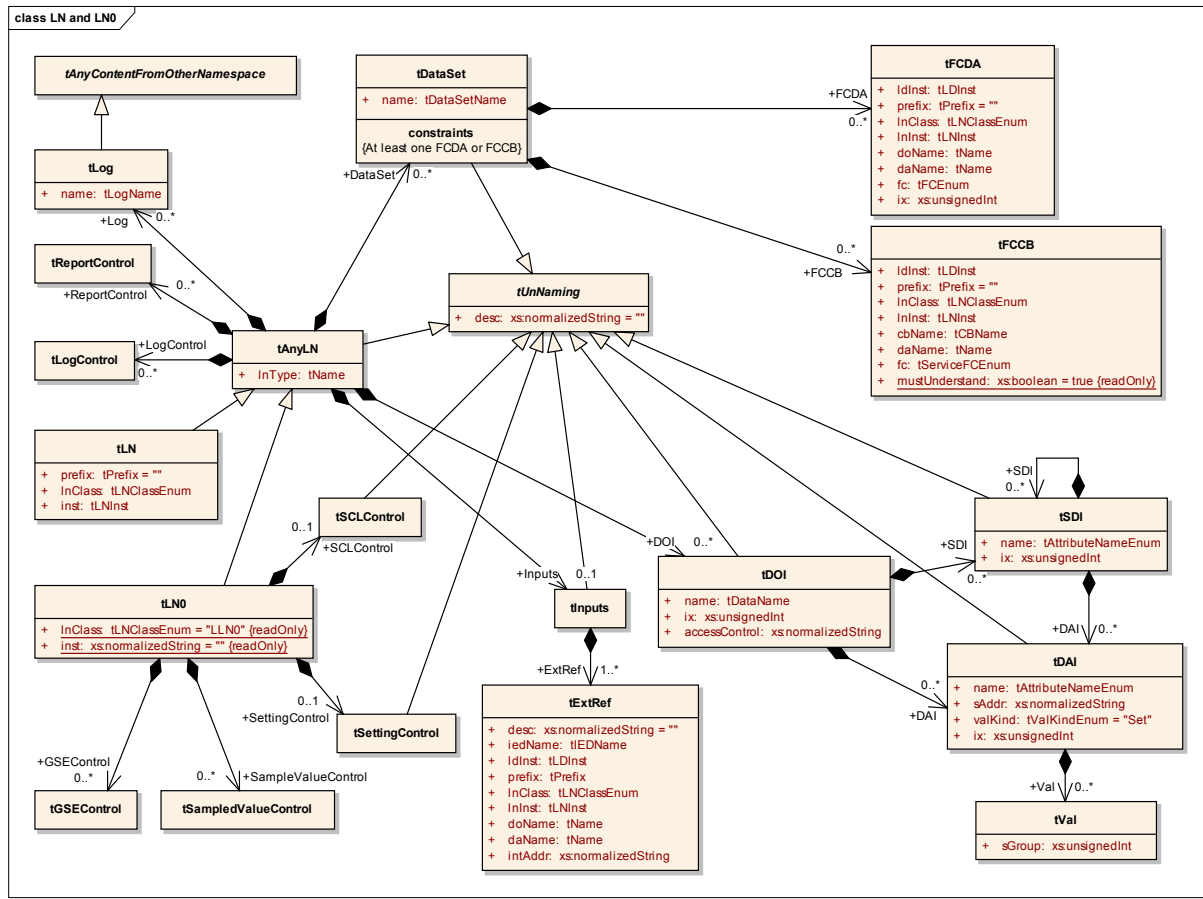 class LN and LN0
tAnyContentFromOtherNamespace
tLog
+ name: tLogName
0..*
+Log
tReportControl
0..*
+ReportControl
tLogControl
+LogControl
0..*
tAnyLN
+ lnType: tName
tDataSet
+ name: tDataSetName
constraints
{At least one FCDA or FCCB}
+DataSet
0..*
+FCDA
0..*
tFCDA
+ ldInst: tLDInst
+ prefix: tPrefix = ""
+ lnClass: tLNClassEnum
+ lnInst: tLNInst
+ doName: tName
+ daName: tName
+ fc: tFCEnum
+ ix: xs:unsignedInt
0..*
+FCCB
tFCCB
+ ldInst: tLDInst
+ prefix: tPrefix = ""
+ lnClass: tLNClassEnum
+ lnInst: tLNInst
+ cbName: tCBName
+ daName: tName
+ fc: tServiceFCEnum
+ mustUnderstand: xs:boolean = true {readOnly}
tUnNaming
+ desc: xs:normalizedString = ""
tLN
+ prefix: tPrefix = ""
+ lnClass: tLNClassEnum
+ inst: tLNInst
tSCLControl
0..1
+SCLControl
tLN0
+ lnClass: tLNClassEnum = "LLN0" {readOnly}
+ inst: xs:normalizedString = "" {readOnly}
0..1
+SettingControl
tSettingControl
+GSEControl
0..*
tGSEControl
0..*
+SampleValueControl
tSampledValueControl
+Inputs
0..1
tInputs
+ExtRef
1..*
tExtRef
+ desc: xs:normalizedString = ""
+ iedName: tIEDName
+ ldInst: tLDInst
+ prefix: tPrefix
+ lnClass: tLNClassEnum
+ lnInst: tLNInst
+ doName: tName
+ daName: tName
+ intAddr: xs:normalizedString
+DOI
0..*
tDOI
+ name: tDataName
+ ix: xs:unsignedInt
+ accessControl: xs:normalizedString
+SDI
0..*
+SDI
0..*
tSDI
+ name: tAttributeNameEnum
+ ix: xs:unsignedInt
+DAI
0..*
0..*
+DAI
tDAI
+ name: tAttributeNameEnum
+ sAddr: xs:normalizedString
+ valKind: tValKindEnum = "Set"
+ ix: xs:unsignedInt
+Val
0..*
tVal
+ sGroup: xs:unsignedInt